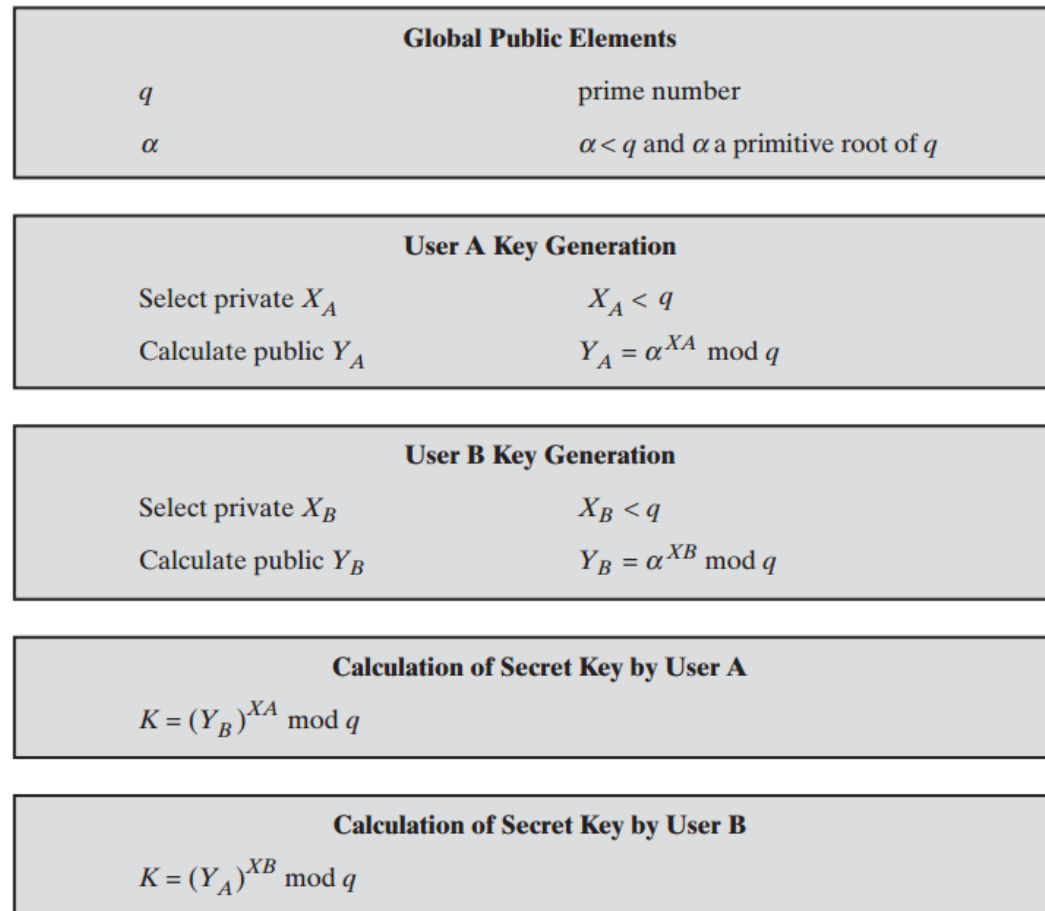 Global Public Elements
q prime number
α α < q and α a primitive root of q
User A Key Generation
Select private X_A X_A < q
Calculate public Y_A Y_A = α^XA mod q
User B Key Generation
Select private X_B X_B < q
Calculate public Y_B Y_B = α^XB mod q
Calculation of Secret Key by User A
K = (Y_B)^XA mod q
Calculation of Secret Key by User B
K = (Y_A)^XB mod q